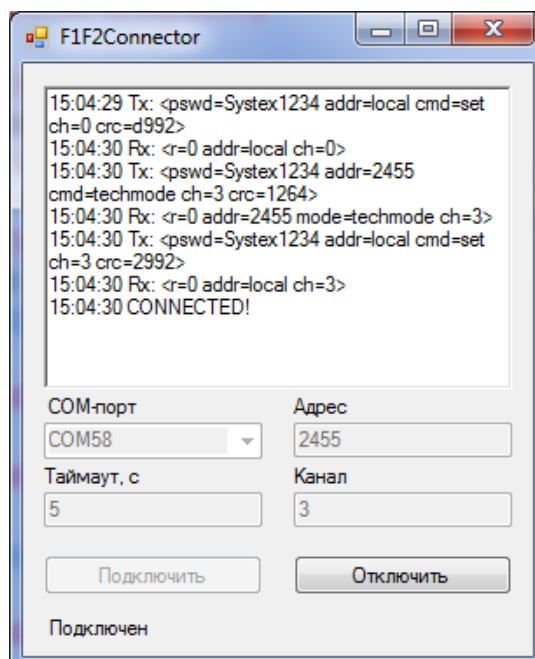 F1F2Connector
15:04:29 Tx: <pswd=Systex1234 addr=local cmd=set
ch=0 crc=d992>
15:04:30 Rx: <r=0 addr=local ch=0>
15:04:30 Tx: <pswd=Systex1234 addr=2455
cmd=techmode ch=3 crc=1264>
15:04:30 Rx: <r=0 addr=2455 mode=techmode ch=3>
15:04:30 Tx: <pswd=Systex1234 addr=local cmd=set
ch=3 crc=2992>
15:04:30 Rx: <r=0 addr=local ch=3>
15:04:30 CONNECTED!
COM-порт Адрес
COM58 2455
Таймаут, с Канал
5 3
Подключить Отключить
Подключен